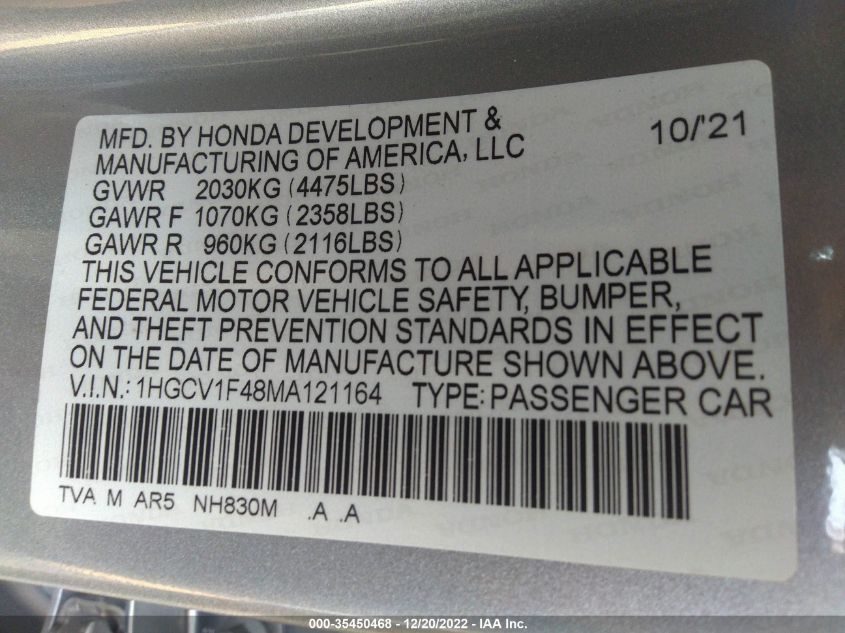 MFD. BY HONDA DEVELOPMENT & 10/'21
MANUFACTURING OF AMERICA, LLC
GVWR 2030KG (4475LBS)
GAWR F 1070KG (2358LBS)
GAWR R 960KG (2116LBS)
THIS VEHICLE CONFORMS TO ALL APPLICABLE
FEDERAL MOTOR VEHICLE SAFETY, BUMPER,
AND THEFT PREVENTION STANDARDS IN EFFECT
ON THE DATE OF MANUFACTURE SHOWN ABOVE.
V.I.N.: 1HGCV1F48MA121164 TYPE: PASSENGER CAR
TVA M AR5 NH830M .A .A
000-35450468 - 12/20/2022 - IAA Inc.